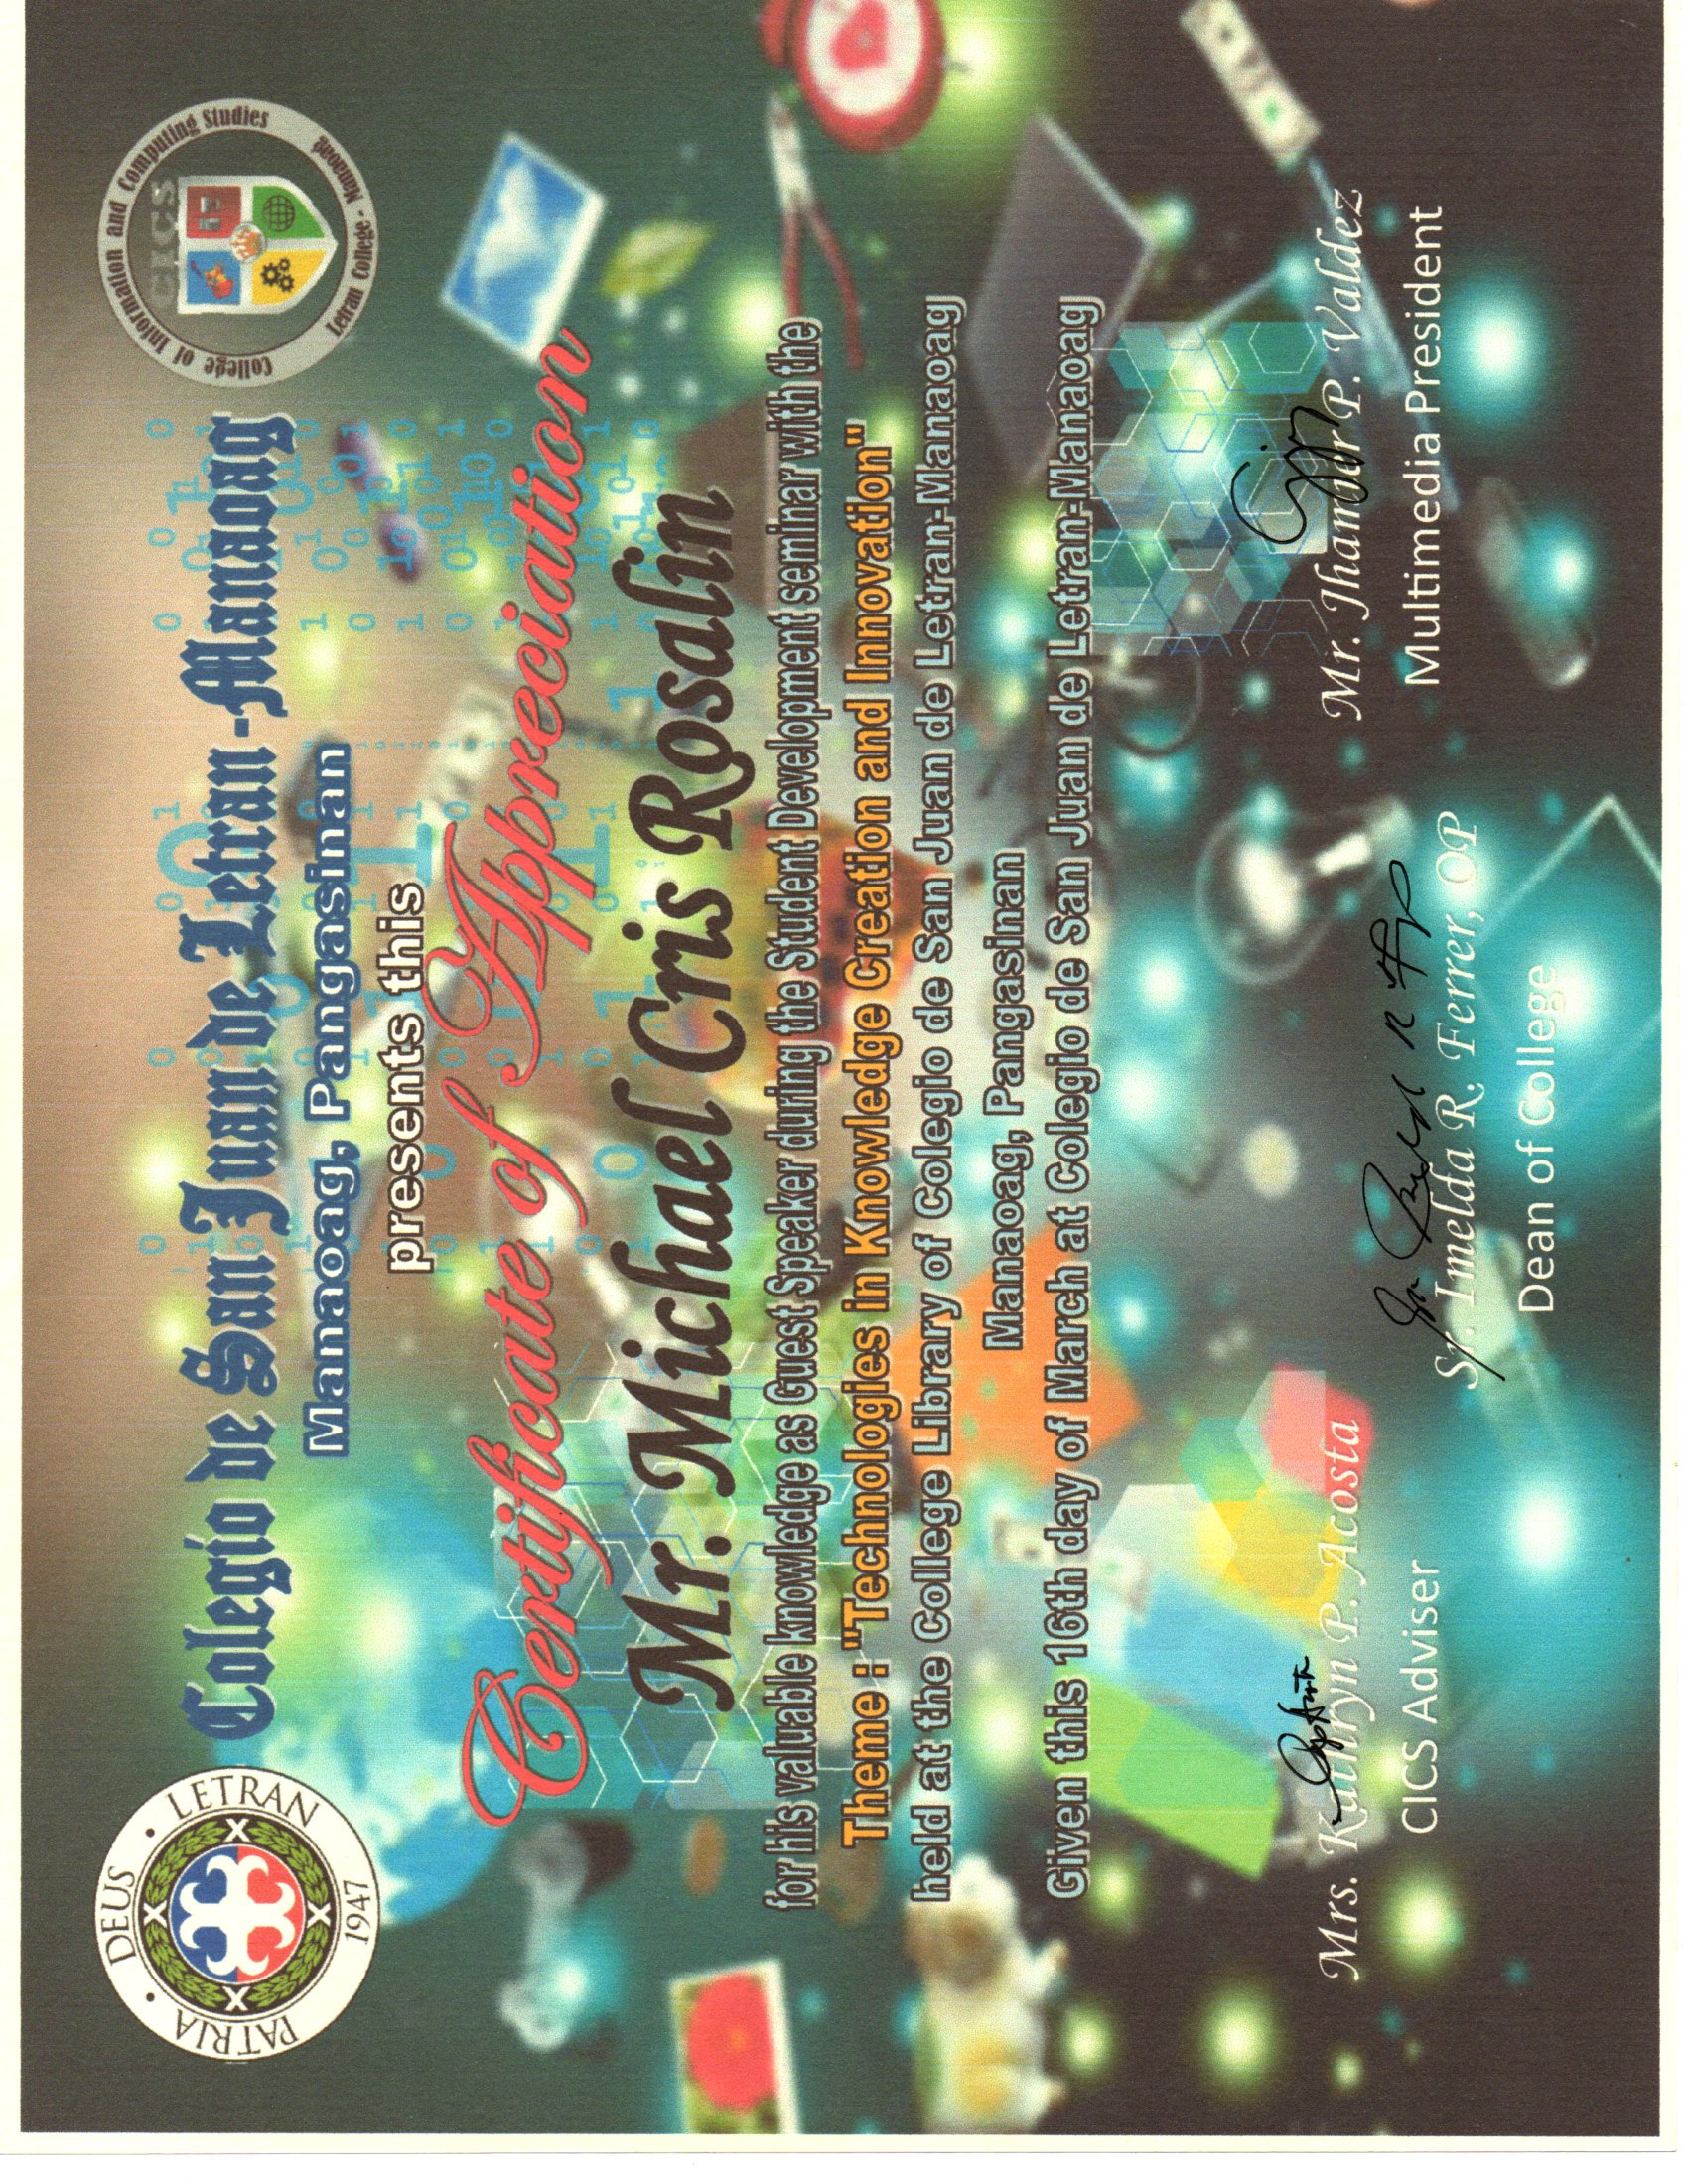 DEUS
PATRIA
LETRAN
1947
College of Information and Computing Studies
CICS
Letran College - Manaoag
Colegio de San Juan de Letran-Manaoag
Manaoag, Pangasinan
presents this
Certificate of Appreciation
Mr. Michael Cris Rosalin
for his valuable knowledge as Guest Speaker during the Student Development seminar with the
Theme : "Technologies in Knowledge Creation and Innovation"
held at the College Library of Colegio de San Juan de Letran-Manaoag
Manaoag, Pangasinan
Given this 16th day of March at Colegio de San Juan de Letran-Manaoag
Mrs. Kathryn P. Acosta
CICS Adviser
Mr. Jhamier P. Valdez
Multimedia President
Sr. Imelda R. Ferrer, OP
Dean of College